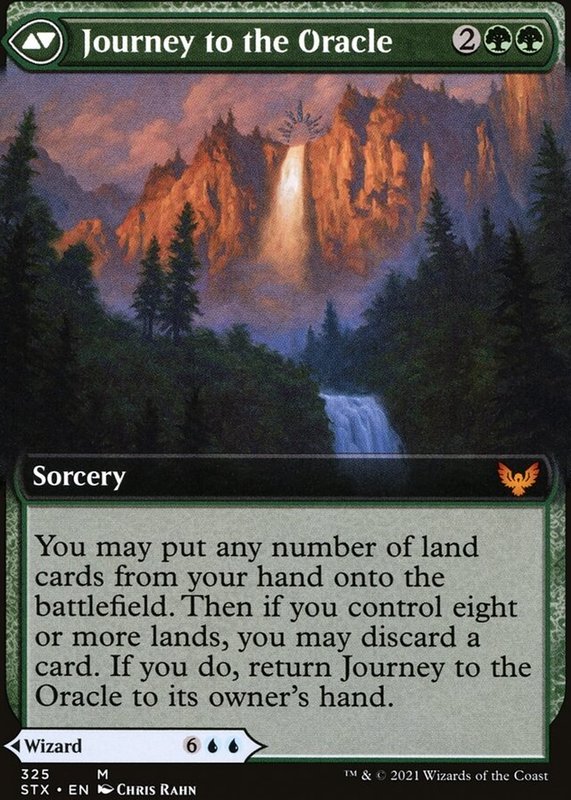 Journey to the Oracle 2
Sorcery
You may put any number of land
cards from your hand onto the
battlefield. Then if you control eight
or more lands, you may discard a
card. If you do, return Journey to the
Oracle to its owner's hand.
Wizard 6
325 M
STX • EN Chris Rahn
™ & © 2021 Wizards of the Coast